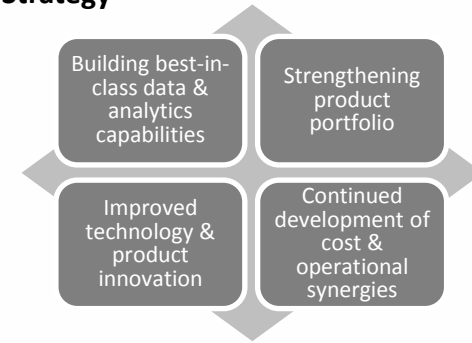 Strategy
Building best-in-
class data &
analytics
capabilities
Strengthening
product
portfolio
Improved
technology &
product
innovation
Continued
development of
cost &
operational
synergies